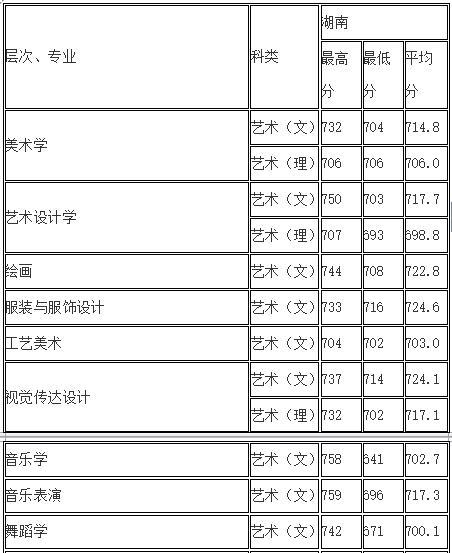 湖南
层次、专业 科类 最高分 最低分 平均分
美术学 艺术（文） 732 704 714.8
艺术（理） 706 706 706.0
艺术设计学 艺术（文） 750 703 717.7
艺术（理） 707 693 698.8
绘画 艺术（文） 744 708 722.8
服装与服饰设计 艺术（文） 733 716 724.6
工艺美术 艺术（文） 704 702 703.0
视觉传达设计 艺术（文） 737 714 724.1
艺术（理） 732 702 717.1
音乐学 艺术（文） 758 641 702.7
音乐表演 艺术（文） 759 696 717.3
舞蹈学 艺术（文） 742 671 700.1